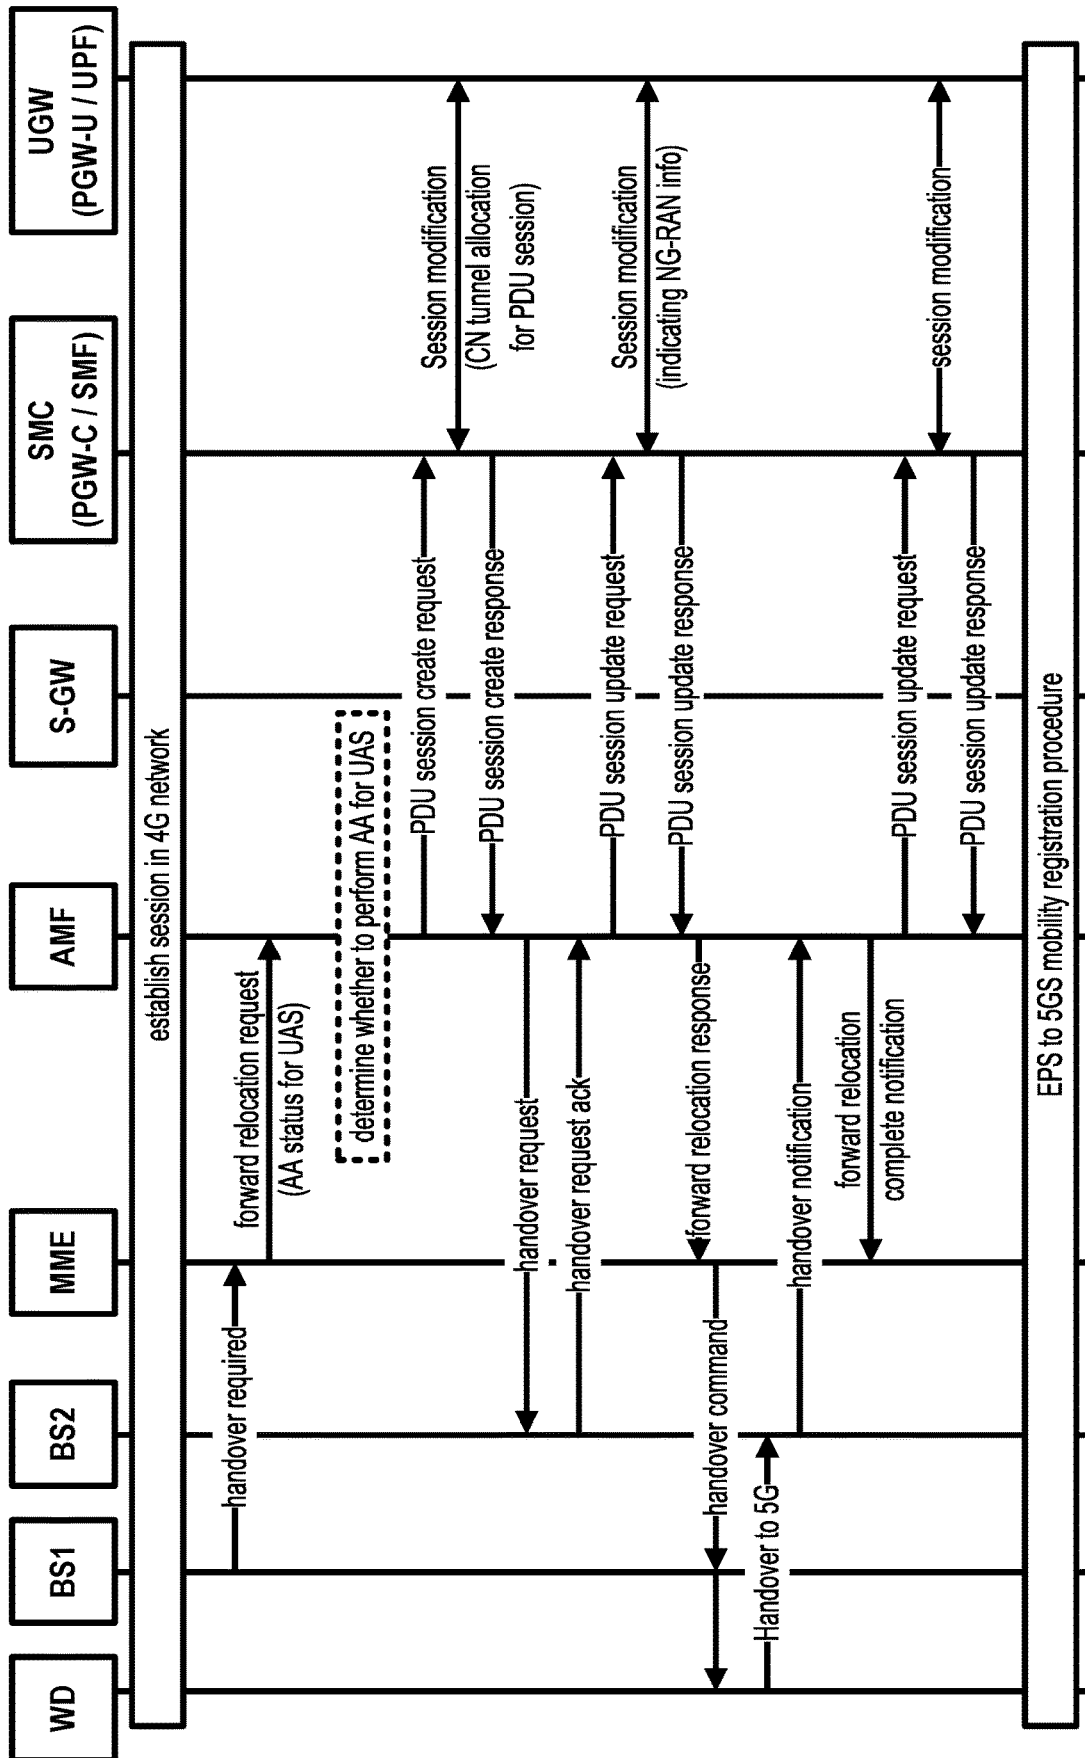 WD
BS1
BS2
MME
AMF
S-GW
SMC
(PGW-C / SMF)
UGW
(PGW-U / UPF)
establish session in 4G network
handover required
forward relocation request
(AA status for UAS)
determine whether to perform AA for UAS
PDU session create request
Session modification
(CN tunnel allocation
for PDU session)
PDU session create response
handover request
handover request ack
PDU session update request
Session modification
(indicating NG-RAN info)
PDU session update response
forward relocation response
handover command
Handover to 5G
handover notification
forward relocation
complete notification
PDU session update request
session modification
PDU session update response
EPS to 5GS mobility registration procedure